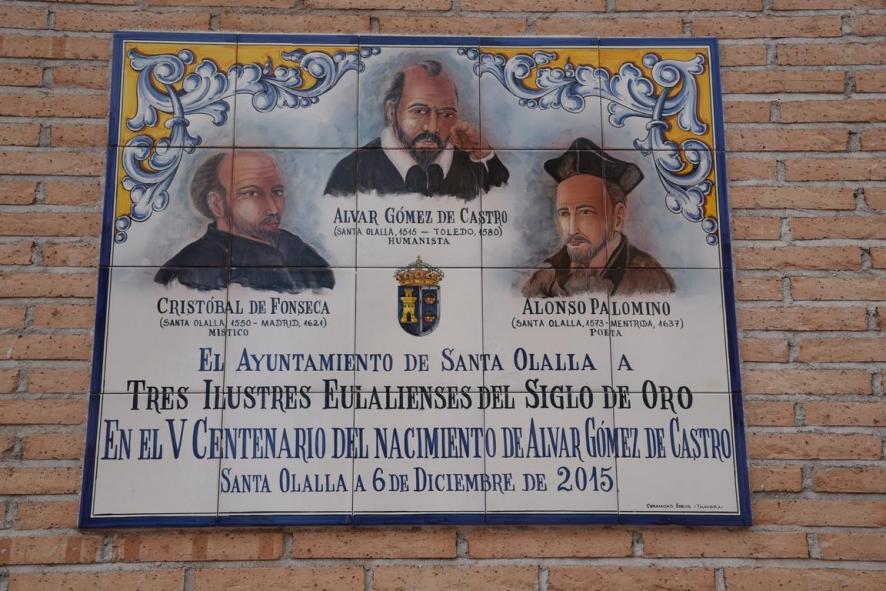 ALVAR GÓMEZ DE CASTRO
(SANTA OLALLA, 1515 - TOLEDO, 1580)
HUMANISTA
CRISTÓBAL DE FONSECA
(SANTA OLALLA, 1550 - MADRID, 1621)
MISTICO
ALONSO PALOMINO
(SANTA OLALLA, 1573 - MENTRIDA, 1637)
POETA
EL AYUNTAMIENTO DE SANTA OLALLA A
TRES ILUSTRES EULALIENSES DEL SIGLO DE ORO
EN EL V CENTENARIO DEL NACIMIENTO DE ALVAR GÓMEZ DE CASTRO
SANTA OLALLA A 6 DE DICIEMBRE DE 2015